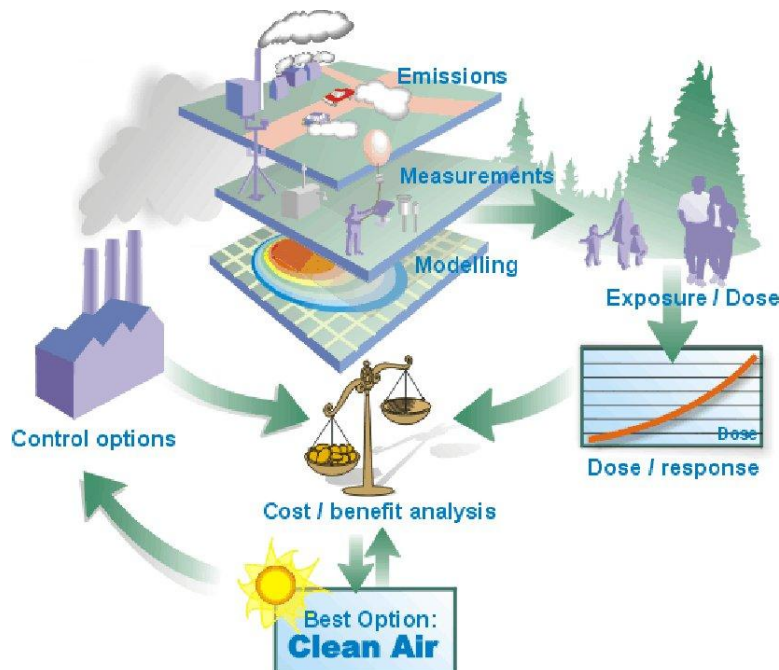 Emissions
Measurements
Modelling
Exposure / Dose
Dose
Dose / response
Control options
Cost / benefit analysis
Best Option:
Clean Air